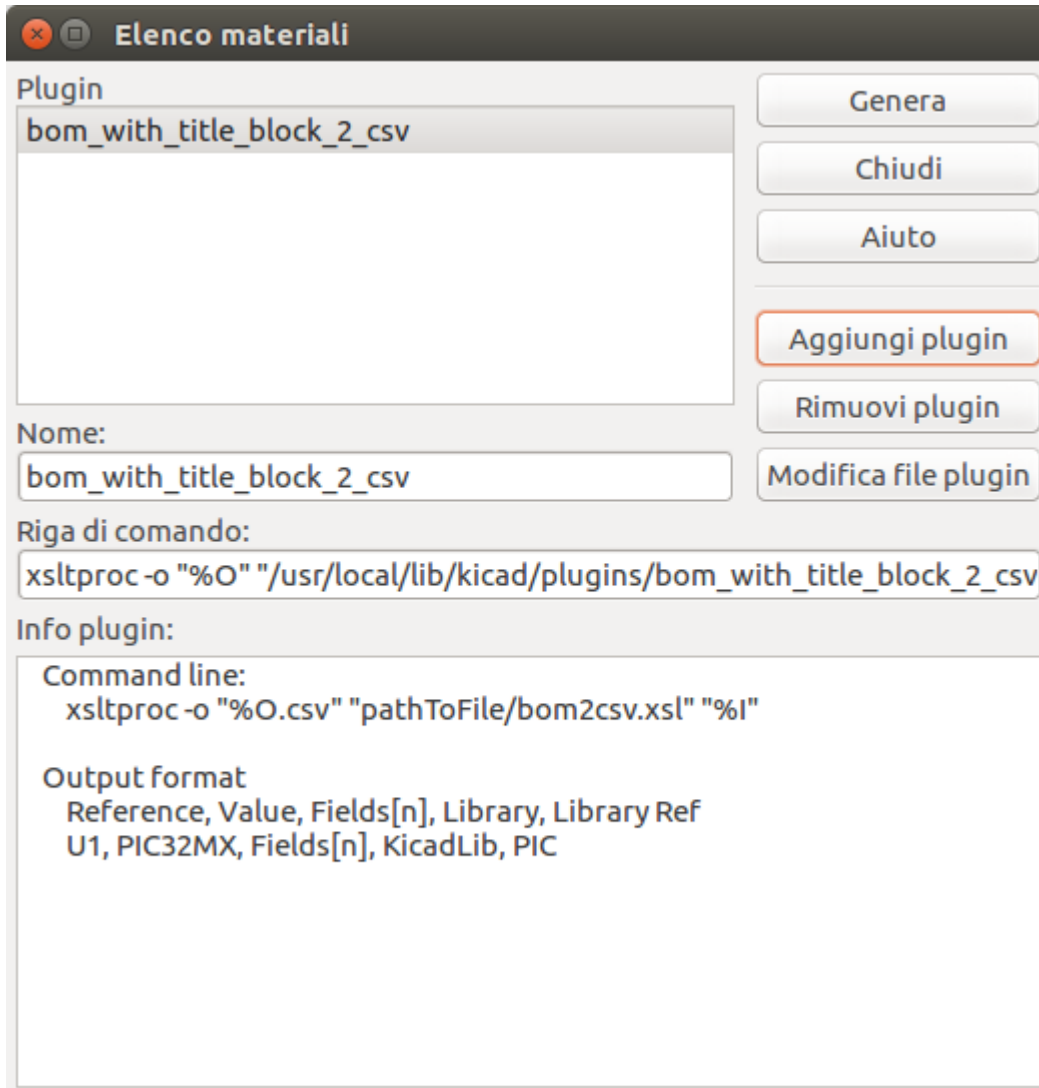 Elenco materiali
Plugin
bom_with_title_block_2_csv
Genera
Chiudi
Aiuto
Aggiungi plugin
Rimuovi plugin
Modifica file plugin
Nome:
bom_with_title_block_2_csv
Riga di comando:
xsltproc -o "%O" "/usr/local/lib/kicad/plugins/bom_with_title_block_2_csv
Info plugin:
Command line:
xsltproc -o "%O.csv" "pathToFile/bom2csv.xsl" "%I"
Output format
Reference, Value, Fields[n], Library, Library Ref
U1, PIC32MX, Fields[n], KicadLib, PIC